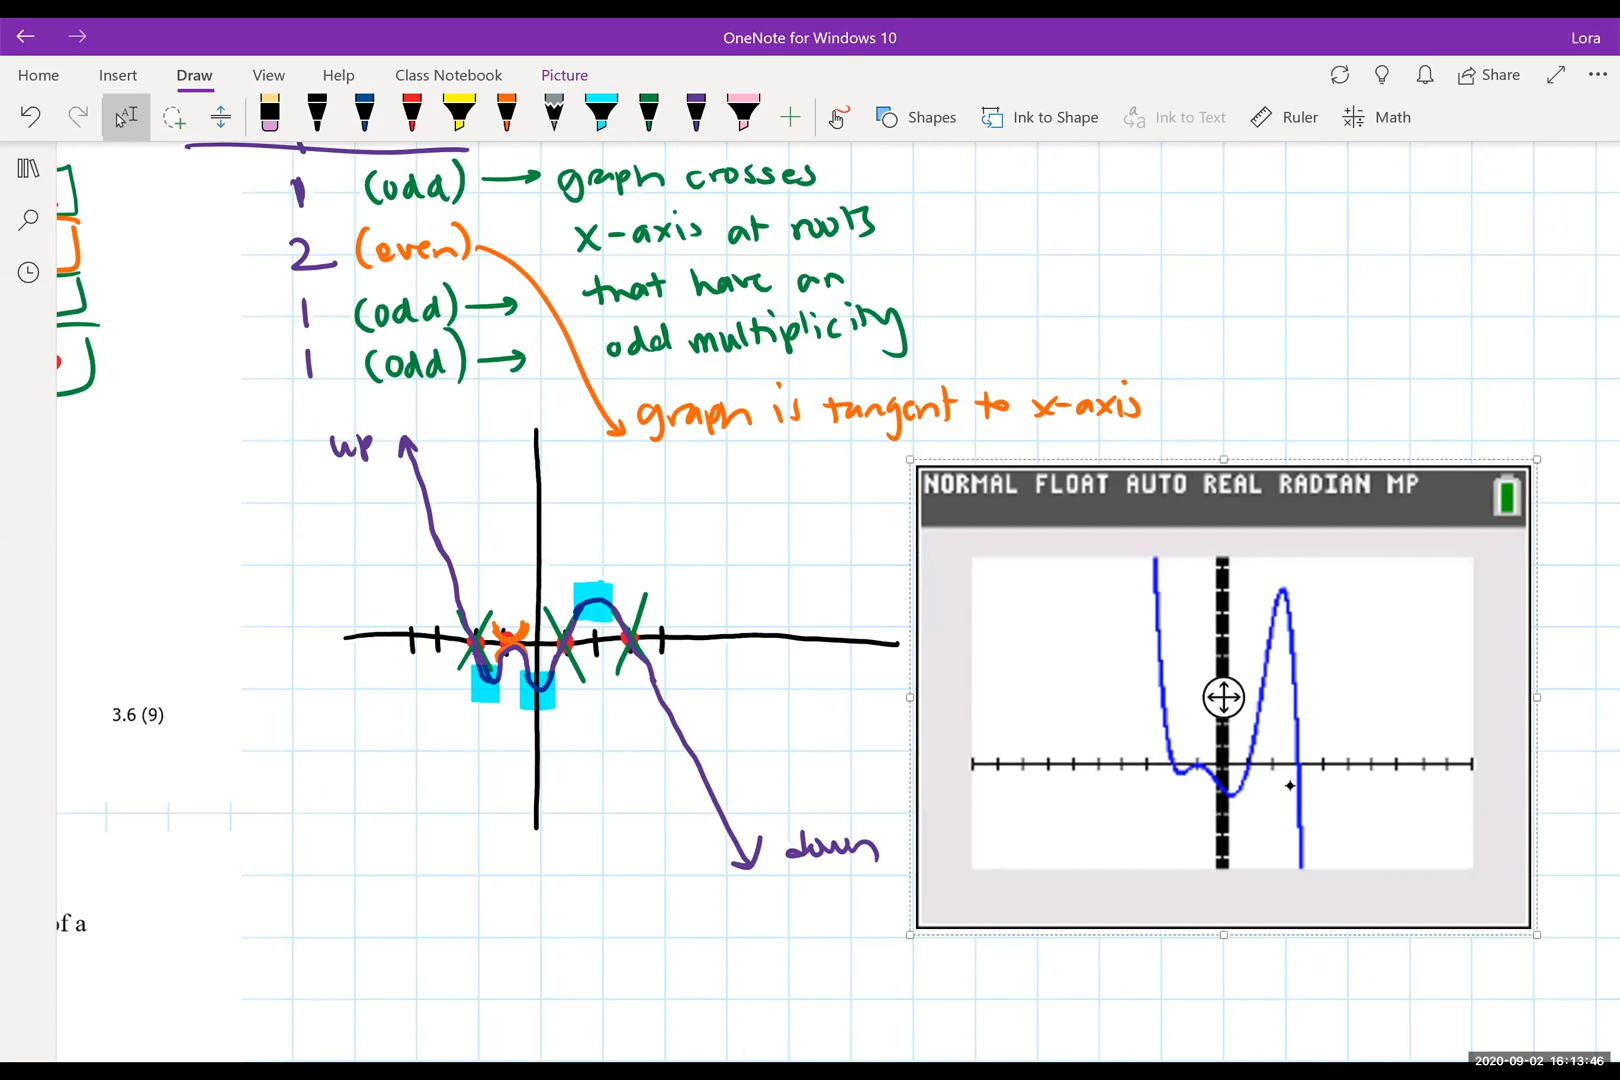 OneNote for Windows 10
Lora
Home Insert Draw View Help Class Notebook Picture
Share
Shapes Ink to Shape Ink to Text Ruler Math
1 (odd) → graph crosses
x-axis at roots
2 (even)
that have an
1 (odd) →
odd multiplicity
1 (odd) →
graph is tangent to x-axis
up
NORMAL FLOAT AUTO REAL RADIAN MP
3.6 (9)
down
of a
2020-09-02 16:13:46